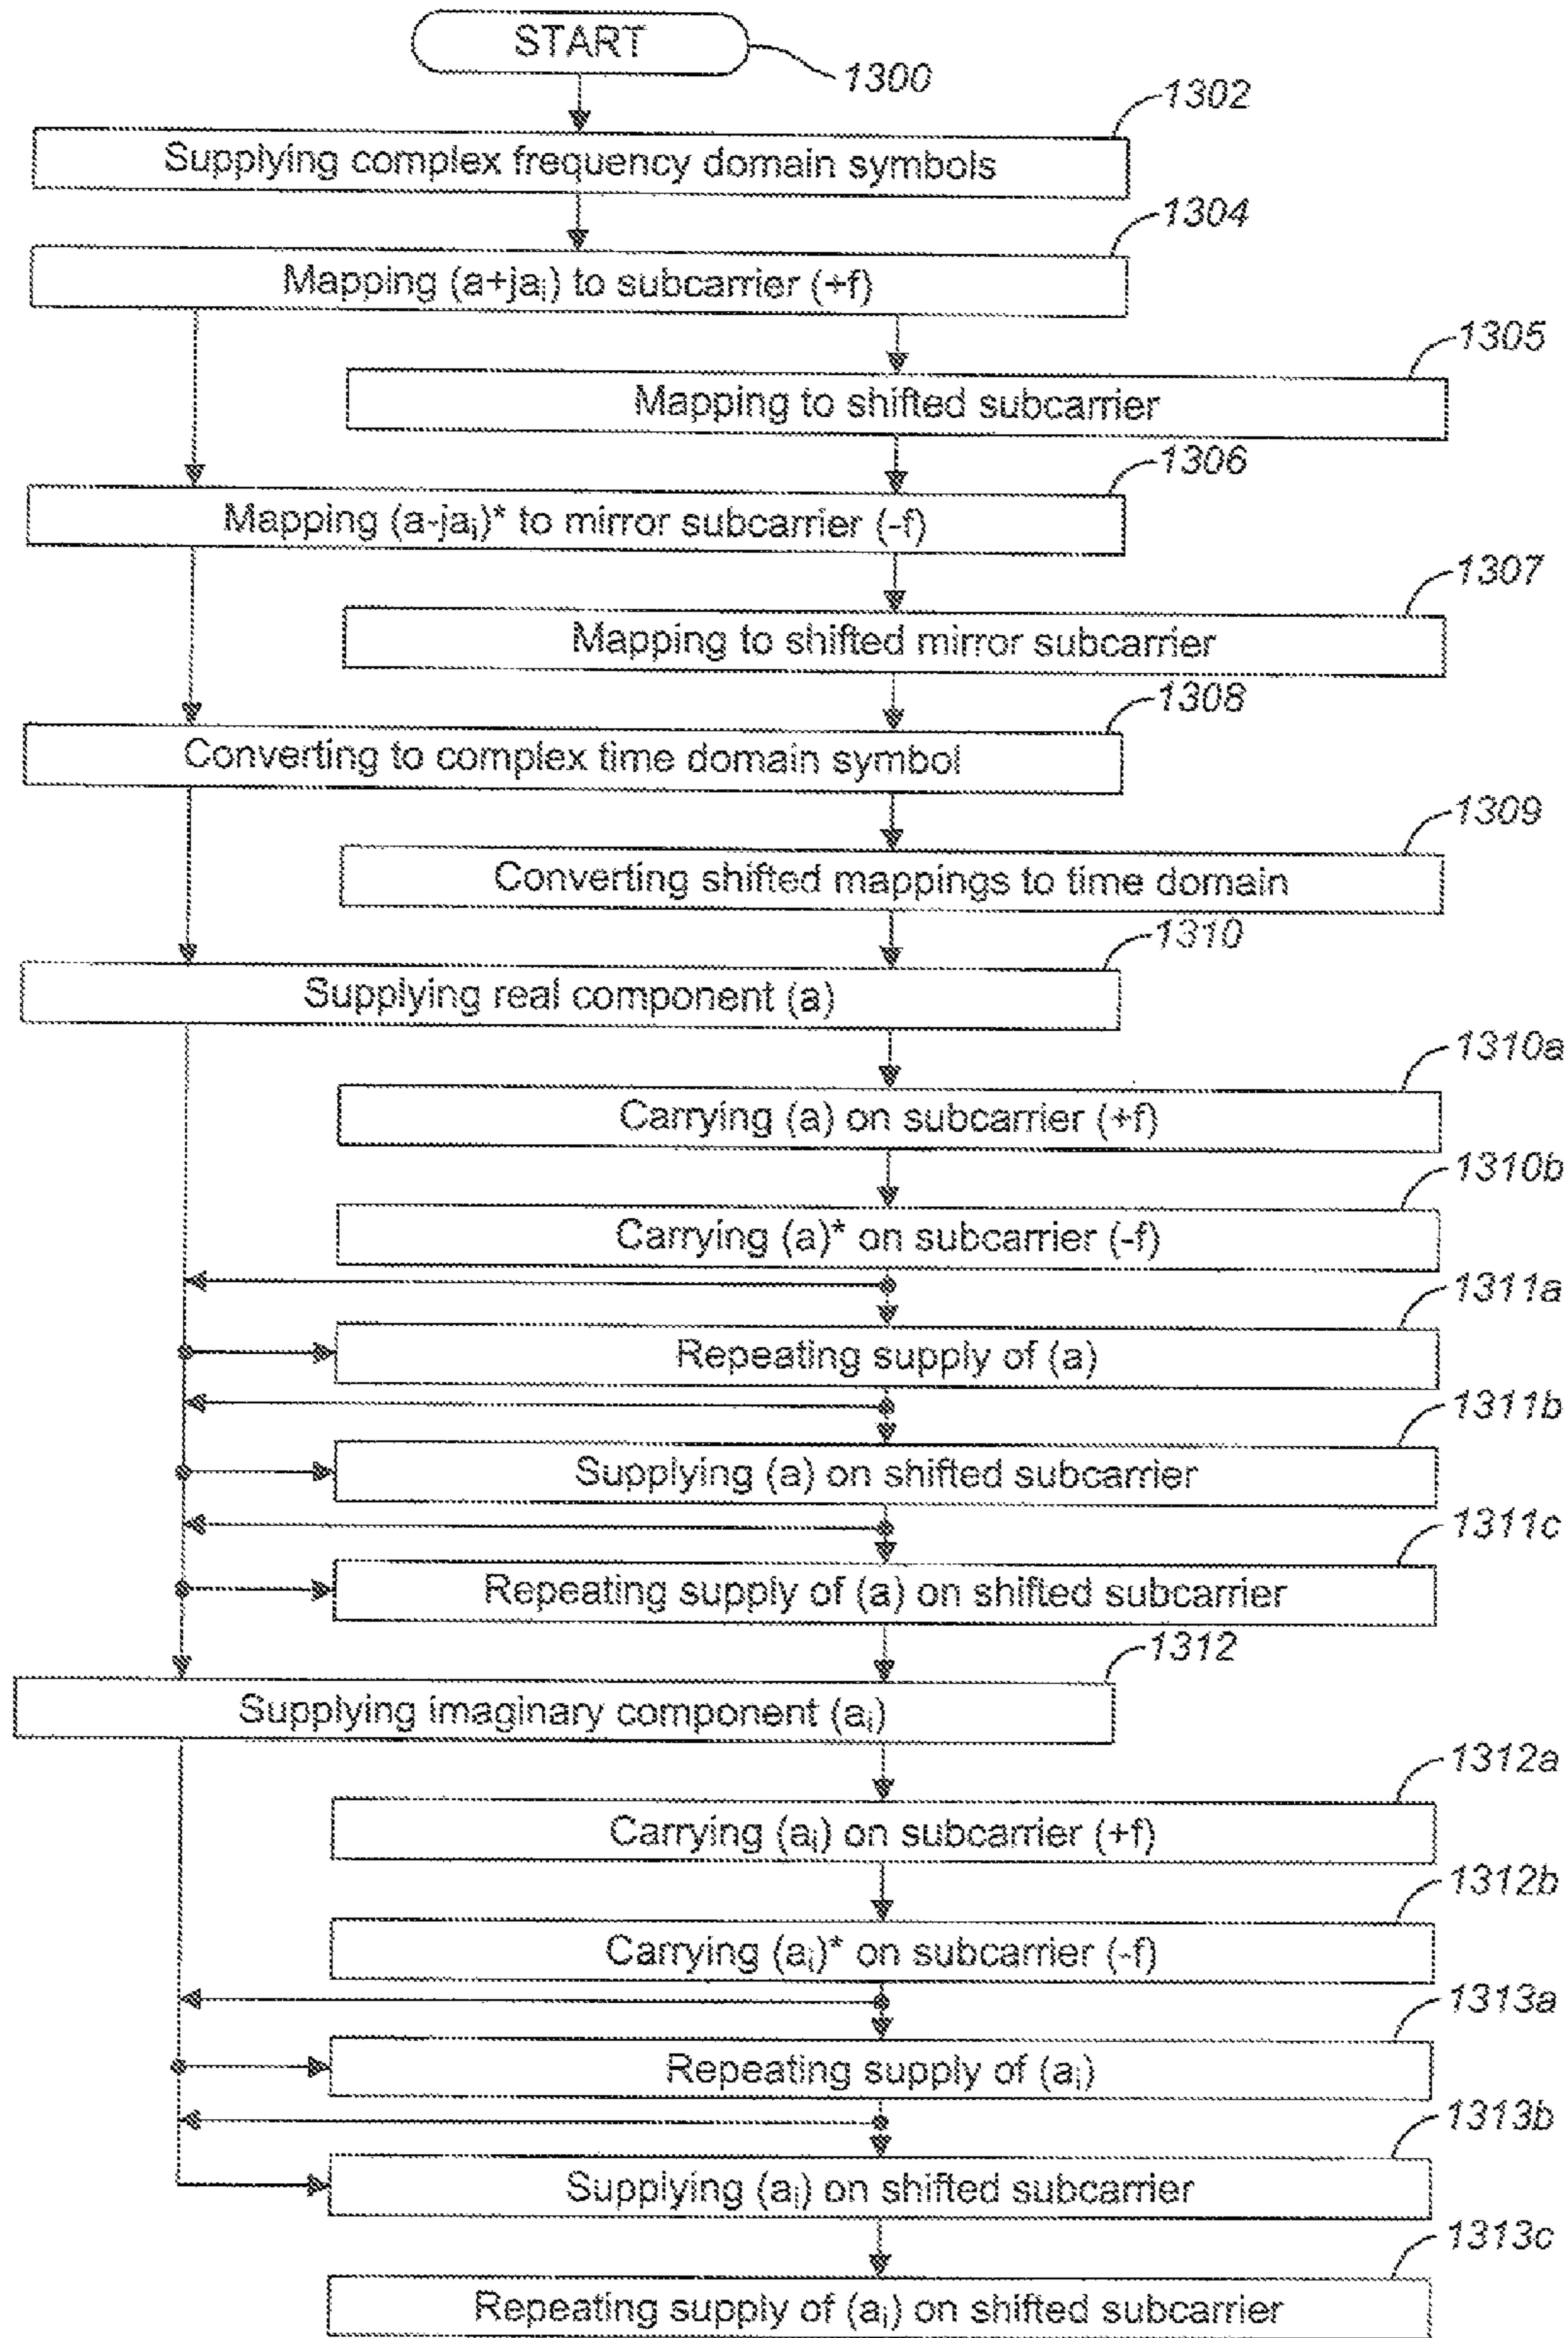 START
1300
1302
Supplying complex frequency domain symbols
1304
Mapping (a+jaᵢ) to subcarrier (+f)
1305
Mapping to shifted subcarrier
1306
Mapping (a-jaᵢ)* to mirror subcarrier (-f)
1307
Mapping to shifted mirror subcarrier
1308
Converting to complex time domain symbol
1309
Converting shifted mappings to time domain
1310
Supplying real component (a)
1310a
Carrying (a) on subcarrier (+f)
1310b
Carrying (a)* on subcarrier (-f)
1311a
Repeating supply of (a)
1311b
Supplying (a) on shifted subcarrier
1311c
Repeating supply of (a) on shifted subcarrier
1312
Supplying imaginary component (aᵢ)
1312a
Carrying (aᵢ) on subcarrier (+f)
1312b
Carrying (aᵢ)* on subcarrier (-f)
1313a
Repeating supply of (aᵢ)
1313b
Supplying (aᵢ) on shifted subcarrier
1313c
Repeating supply of (aᵢ) on shifted subcarrier